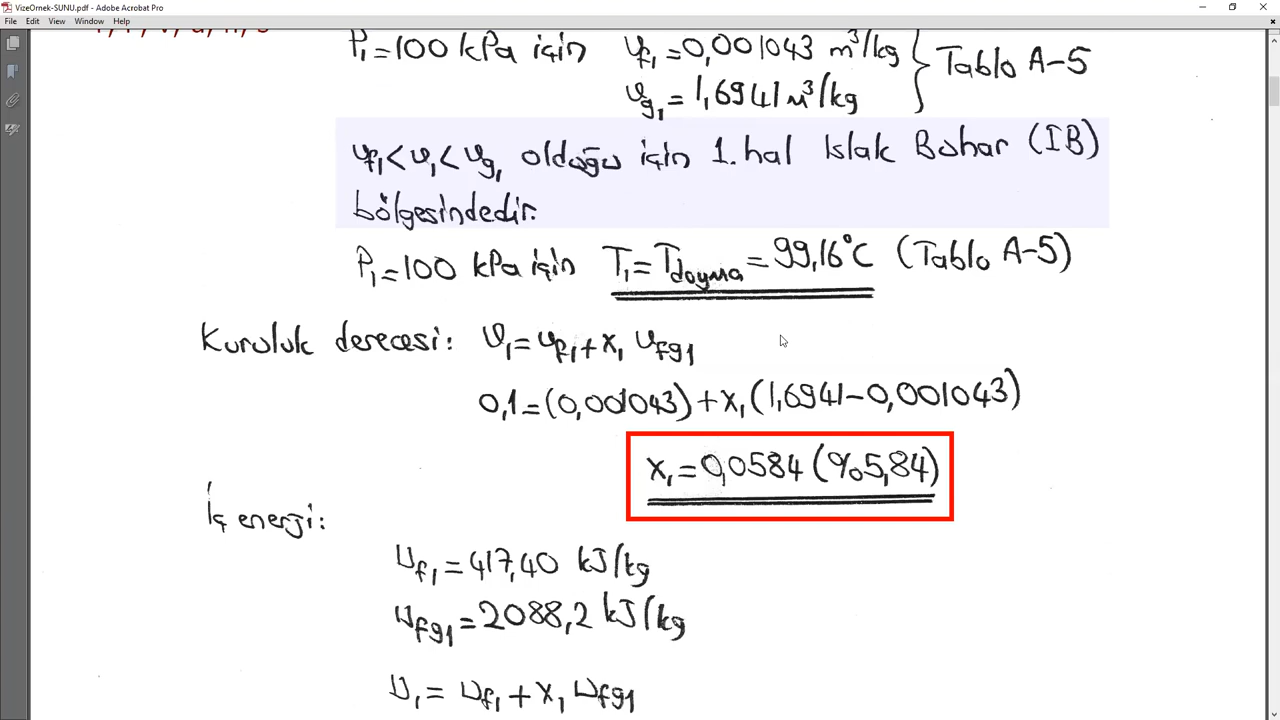 VizeOrnek-SUNU.pdf - Adobe Acrobat Pro
File Edit View Window Help
P₁=100 kPa için υf₁=0,001043 m³/kg } Tablo A-5
υg₁=1,6941 m³/kg
υf₁<υ₁<υg₁ olduğu için 1. hal Islak Buhar (IB)
bölgesindedir.
P₁=100 kPa için T₁=Tdoyma=99,16°C (Tablo A-5)
Kuruluk derecesi: υ₁=υf₁+x₁ υfg1
0,1=(0,001043)+x₁(1,6941-0,001043)
x₁=0,0584 (%5,84)
İç enerji:
Uf₁=417,40 kJ/kg
Ufg1=2088,2 kJ/kg
U₁=Uf₁+x₁ Ufg1